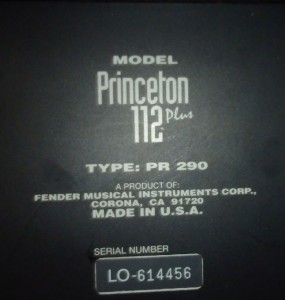 MODEL
Princeton
112 Plus
TYPE: PR 290
A PRODUCT OF:
FENDER MUSICAL INSTRUMENTS CORP.,
CORONA, CA 91720
MADE IN U.S.A.
SERIAL NUMBER
LO-614456